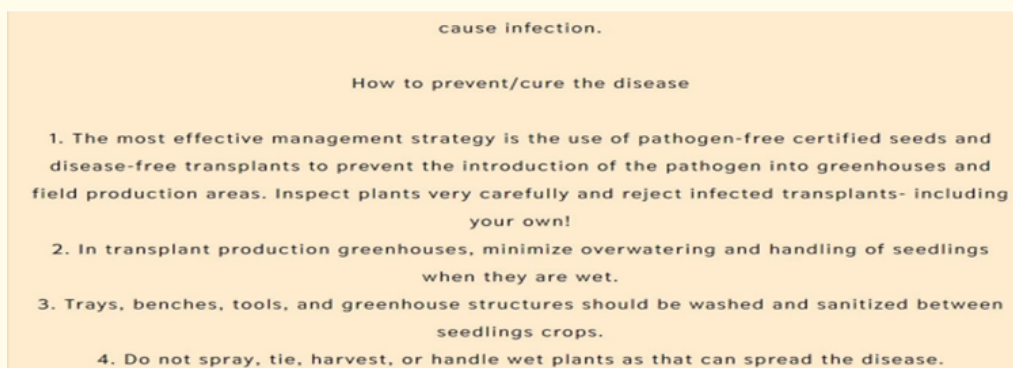 cause infection.
How to prevent/cure the disease
1. The most effective management strategy is the use of pathogen-free certified seeds and
disease-free transplants to prevent the introduction of the pathogen into greenhouses and
field production areas. Inspect plants very carefully and reject infected transplants- including
your own!
2. In transplant production greenhouses, minimize overwatering and handling of seedlings
when they are wet.
3. Trays, benches, tools, and greenhouse structures should be washed and sanitized between
seedlings crops.
4. Do not spray, tie, harvest, or handle wet plants as that can spread the disease.